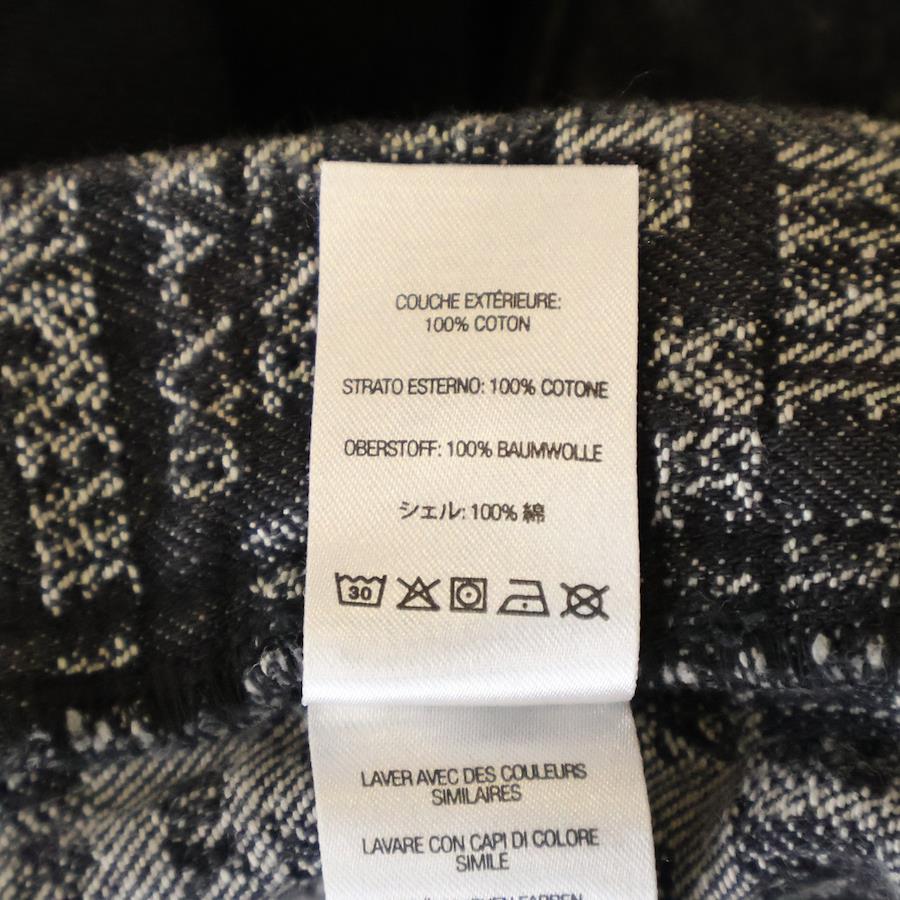 COUCHE EXTÉRIEURE:
100% COTON
STRATO ESTERNO: 100% COTONE
OBERSTOFF: 100% BAUMWOLLE
シェル: 100% 綿
30
LAVER AVEC DES COULEURS
SIMILAIRES
LAVARE CON CAPI DI COLORE
SIMILE
FARBEN